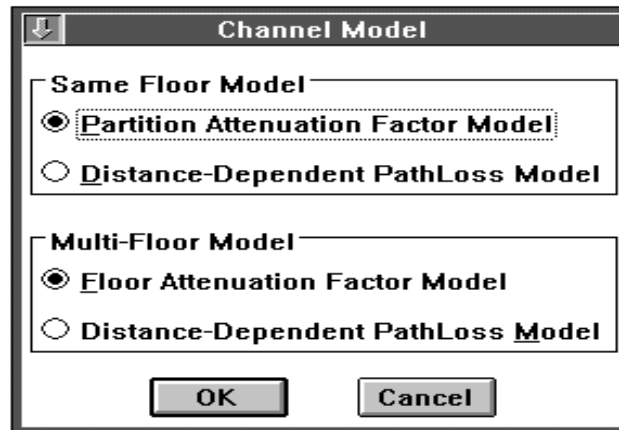 Channel Model
Same Floor Model
Partition Attenuation Factor Model
Distance-Dependent PathLoss Model
Multi-Floor Model
Floor Attenuation Factor Model
Distance-Dependent PathLoss Model
OK
Cancel